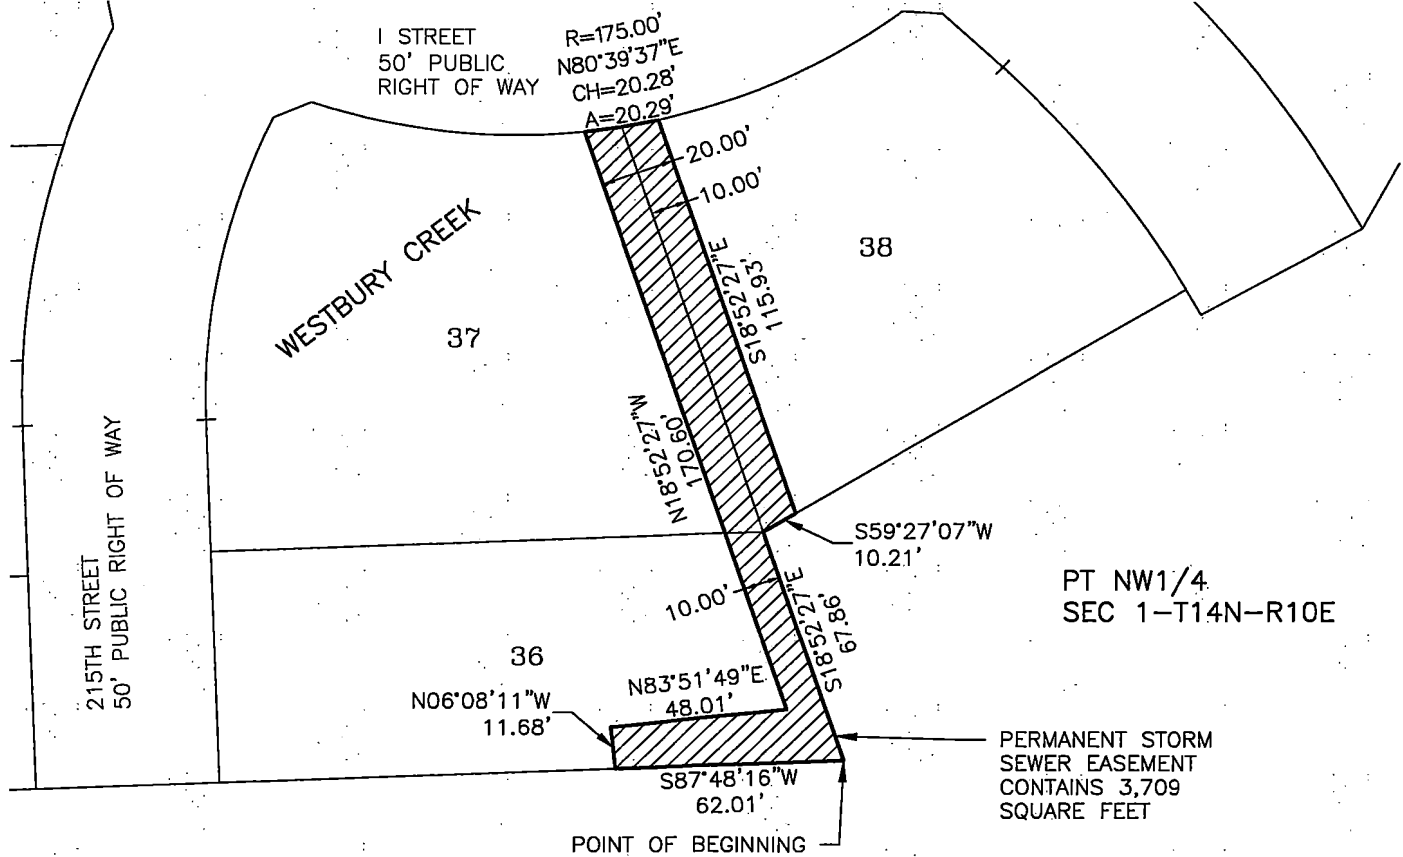 I STREET
50' PUBLIC
RIGHT OF WAY
R=175.00'
N80°39'37"E
CH=20.28'
A=20.29'
20.00'
10.00'
WESTBURY CREEK
37
38
S18°52'27"E
115.93'
N18°52'27"W
170.60'
S59°27'07"W
10.21'
PT NW1/4
SEC 1-T14N-R10E
215TH STREET
50' PUBLIC RIGHT OF WAY
10.00'
S18°52'27"E
67.86'
36
N83°51'49"E
48.01'
N06°08'11"W
11.68'
S87°48'16"W
62.01'
PERMANENT STORM
SEWER EASEMENT
CONTAINS 3,709
SQUARE FEET
POINT OF BEGINNING